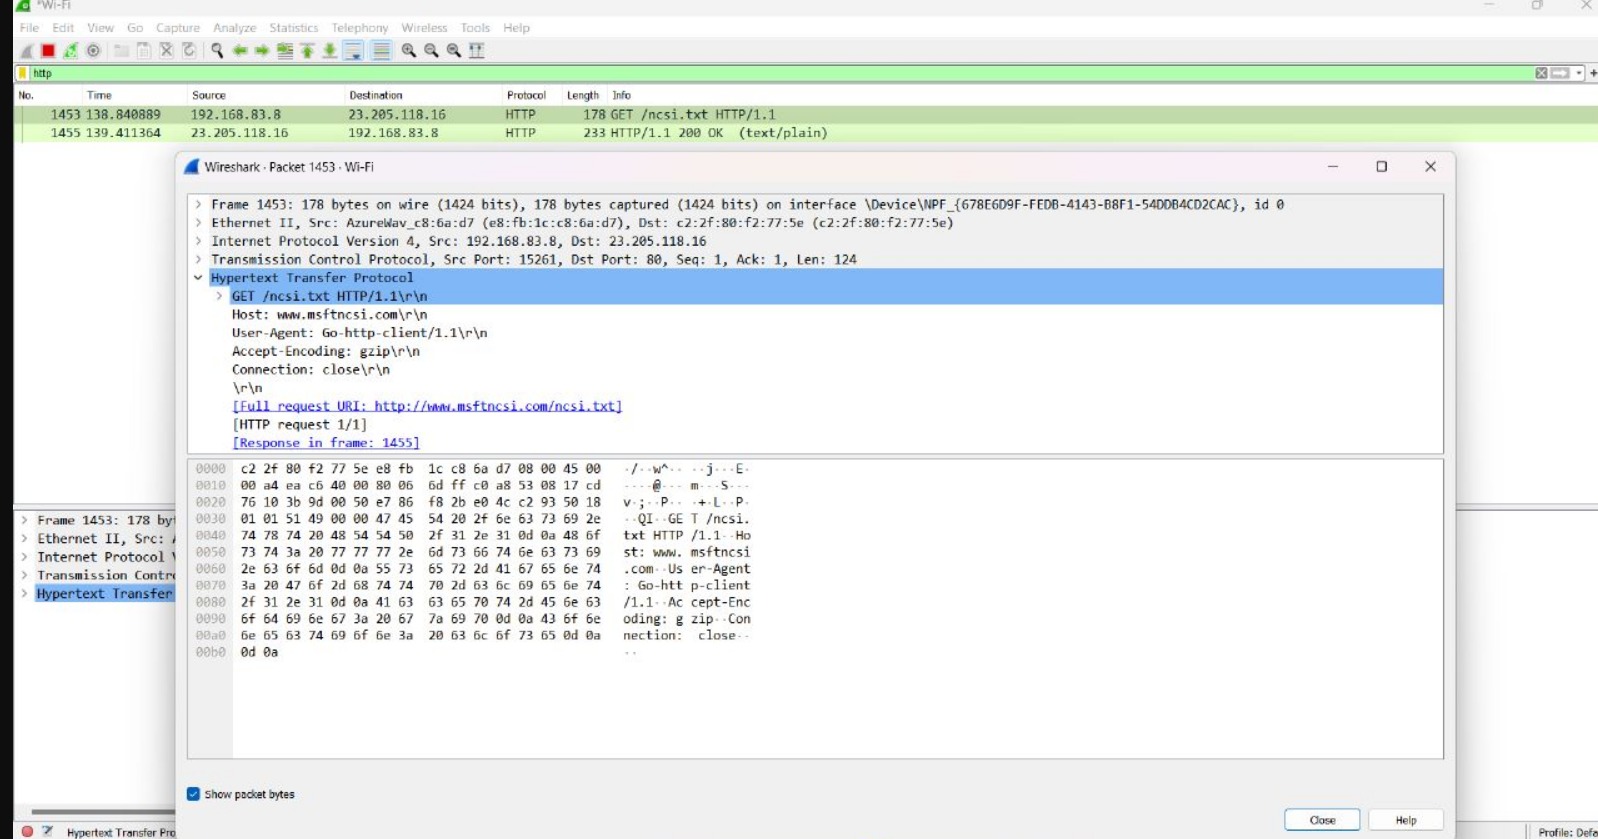 *Wi-Fi
File Edit View Go Capture Analyze Statistics Telephony Wireless Tools Help
http
No. Time Source Destination Protocol Length Info
1453 138.840889 192.168.83.8 23.205.118.16 HTTP 178 GET /ncsi.txt HTTP/1.1
1455 139.411364 23.205.118.16 192.168.83.8 HTTP 233 HTTP/1.1 200 OK (text/plain)
Wireshark · Packet 1453 · Wi-Fi
> Frame 1453: 178 bytes on wire (1424 bits), 178 bytes captured (1424 bits) on interface \Device\NPF_{678E6D9F-FEDB-4143-B8F1-54DDB4CD2CAC}, id 0
> Ethernet II, Src: AzureWav_c8:6a:d7 (e8:fb:1c:c8:6a:d7), Dst: c2:2f:80:f2:77:5e (c2:2f:80:f2:77:5e)
> Internet Protocol Version 4, Src: 192.168.83.8, Dst: 23.205.118.16
> Transmission Control Protocol, Src Port: 15261, Dst Port: 80, Seq: 1, Ack: 1, Len: 124
Hypertext Transfer Protocol
> GET /ncsi.txt HTTP/1.1\r\n
Host: www.msftncsi.com\r\n
User-Agent: Go-http-client/1.1\r\n
Accept-Encoding: gzip\r\n
Connection: close\r\n
\r\n
[Full request URI: http://www.msftncsi.com/ncsi.txt]
[HTTP request 1/1]
[Response in frame: 1455]
0000 c2 2f 80 f2 77 5e e8 fb 1c c8 6a d7 08 00 45 00 ·/··w^·· ··j···E·
0010 00 a4 ea c6 40 00 80 06 6d ff c0 a8 53 08 17 cd ····@··· m···S···
0020 76 10 3b 9d 00 50 e7 86 f8 2b e0 4c c2 93 50 18 v·;··P·· ·+·L··P·
0030 01 01 51 49 00 00 47 45 54 20 2f 6e 63 73 69 2e ··QI··GE T /ncsi.
0040 74 78 74 20 48 54 54 50 2f 31 2e 31 0d 0a 48 6f txt HTTP /1.1··Ho
0050 73 74 3a 20 77 77 77 2e 6d 73 66 74 6e 63 73 69 st: www. msftncsi
0060 2e 63 6f 6d 0d 0a 55 73 65 72 2d 41 67 65 6e 74 .com··Us er-Agent
0070 3a 20 47 6f 2d 68 74 74 70 2d 63 6c 69 65 6e 74 : Go-htt p-client
0080 2f 31 2e 31 0d 0a 41 63 63 65 70 74 2d 45 6e 63 /1.1··Ac cept-Enc
0090 6f 64 69 6e 67 3a 20 67 7a 69 70 0d 0a 43 6f 6e oding: g zip··Con
00a0 6e 65 63 74 69 6f 6e 3a 20 63 6c 6f 73 65 0d 0a nection: close··
00b0 0d 0a ··
> Frame 1453: 178 by
> Ethernet II, Src:
> Internet Protocol
> Transmission Contr
> Hypertext Transfer
Show packet bytes
Close Help
Hypertext Transfer Pro
Profile: Defa